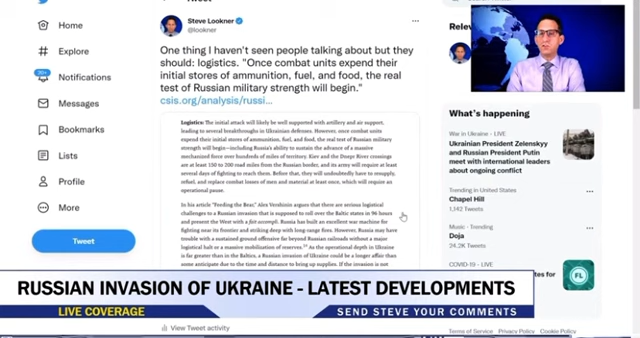 Home
Explore
20+
Notifications
Messages
Bookmarks
Lists
Profile
More
Tweet
Steve Lookner
@lookner
One thing I haven't seen people talking about but they
should: logistics. "Once combat units expend their
initial stores of ammunition, fuel, and food, the real
test of Russian military strength will begin."
csis.org/analysis/russi...
Logistics: The initial attack will likely be well supported with artillery and air support,
leading to several breakthroughs in Ukrainian defenses. However, once combat
units expend their initial stores of ammunition, fuel, and food, the real test of Russian
military strength will begin—including Russia's ability to sustain the advance of a massive
mechanized force over hundreds of miles of territory. Kiev and the Dnieper River crossings
are at least 150 to 200 road miles from the Russian border, and its army will require at least
several days of fighting to reach them. Before that, they will undoubtedly have to resupply,
refuel, and replace combat losses of men and material at least once, which will require an
operational pause.
In his article "Feeding the Bear," Alex Vershinin argues that there are serious logistical
challenges to a Russian invasion that is supposed to roll over the Baltic states in 96 hours
and present the West with a fait accompli. Russia has built an excellent war machine for
fighting near its frontier and striking deep with long-range fires. However, Russia may have
trouble with a sustained ground offensive far beyond Russian railroads without a major
logistical halt or a massive mobilization of reserves. As the operational depth in Ukraine
is far greater than in the Baltics, a Russian invasion of Ukraine could be a longer affair than
some anticipate due to the time and distance to bring up supplies. If the invasion is not
View Tweet activity
Relev
What's happening
War in Ukraine · LIVE
Ukrainian President Zelenskyy
and Russian President Putin
meet with international leaders
about ongoing conflict
Trending in United States
Chapel Hill
1,142 Tweets
Music · Trending
Doja
24.2K Tweets
COVID-19 · LIVE
tes for
FL
Terms of Service Privacy Policy Cookie Policy
RUSSIAN INVASION OF UKRAINE - LATEST DEVELOPMENTS
LIVE COVERAGE
SEND STEVE YOUR COMMENTS